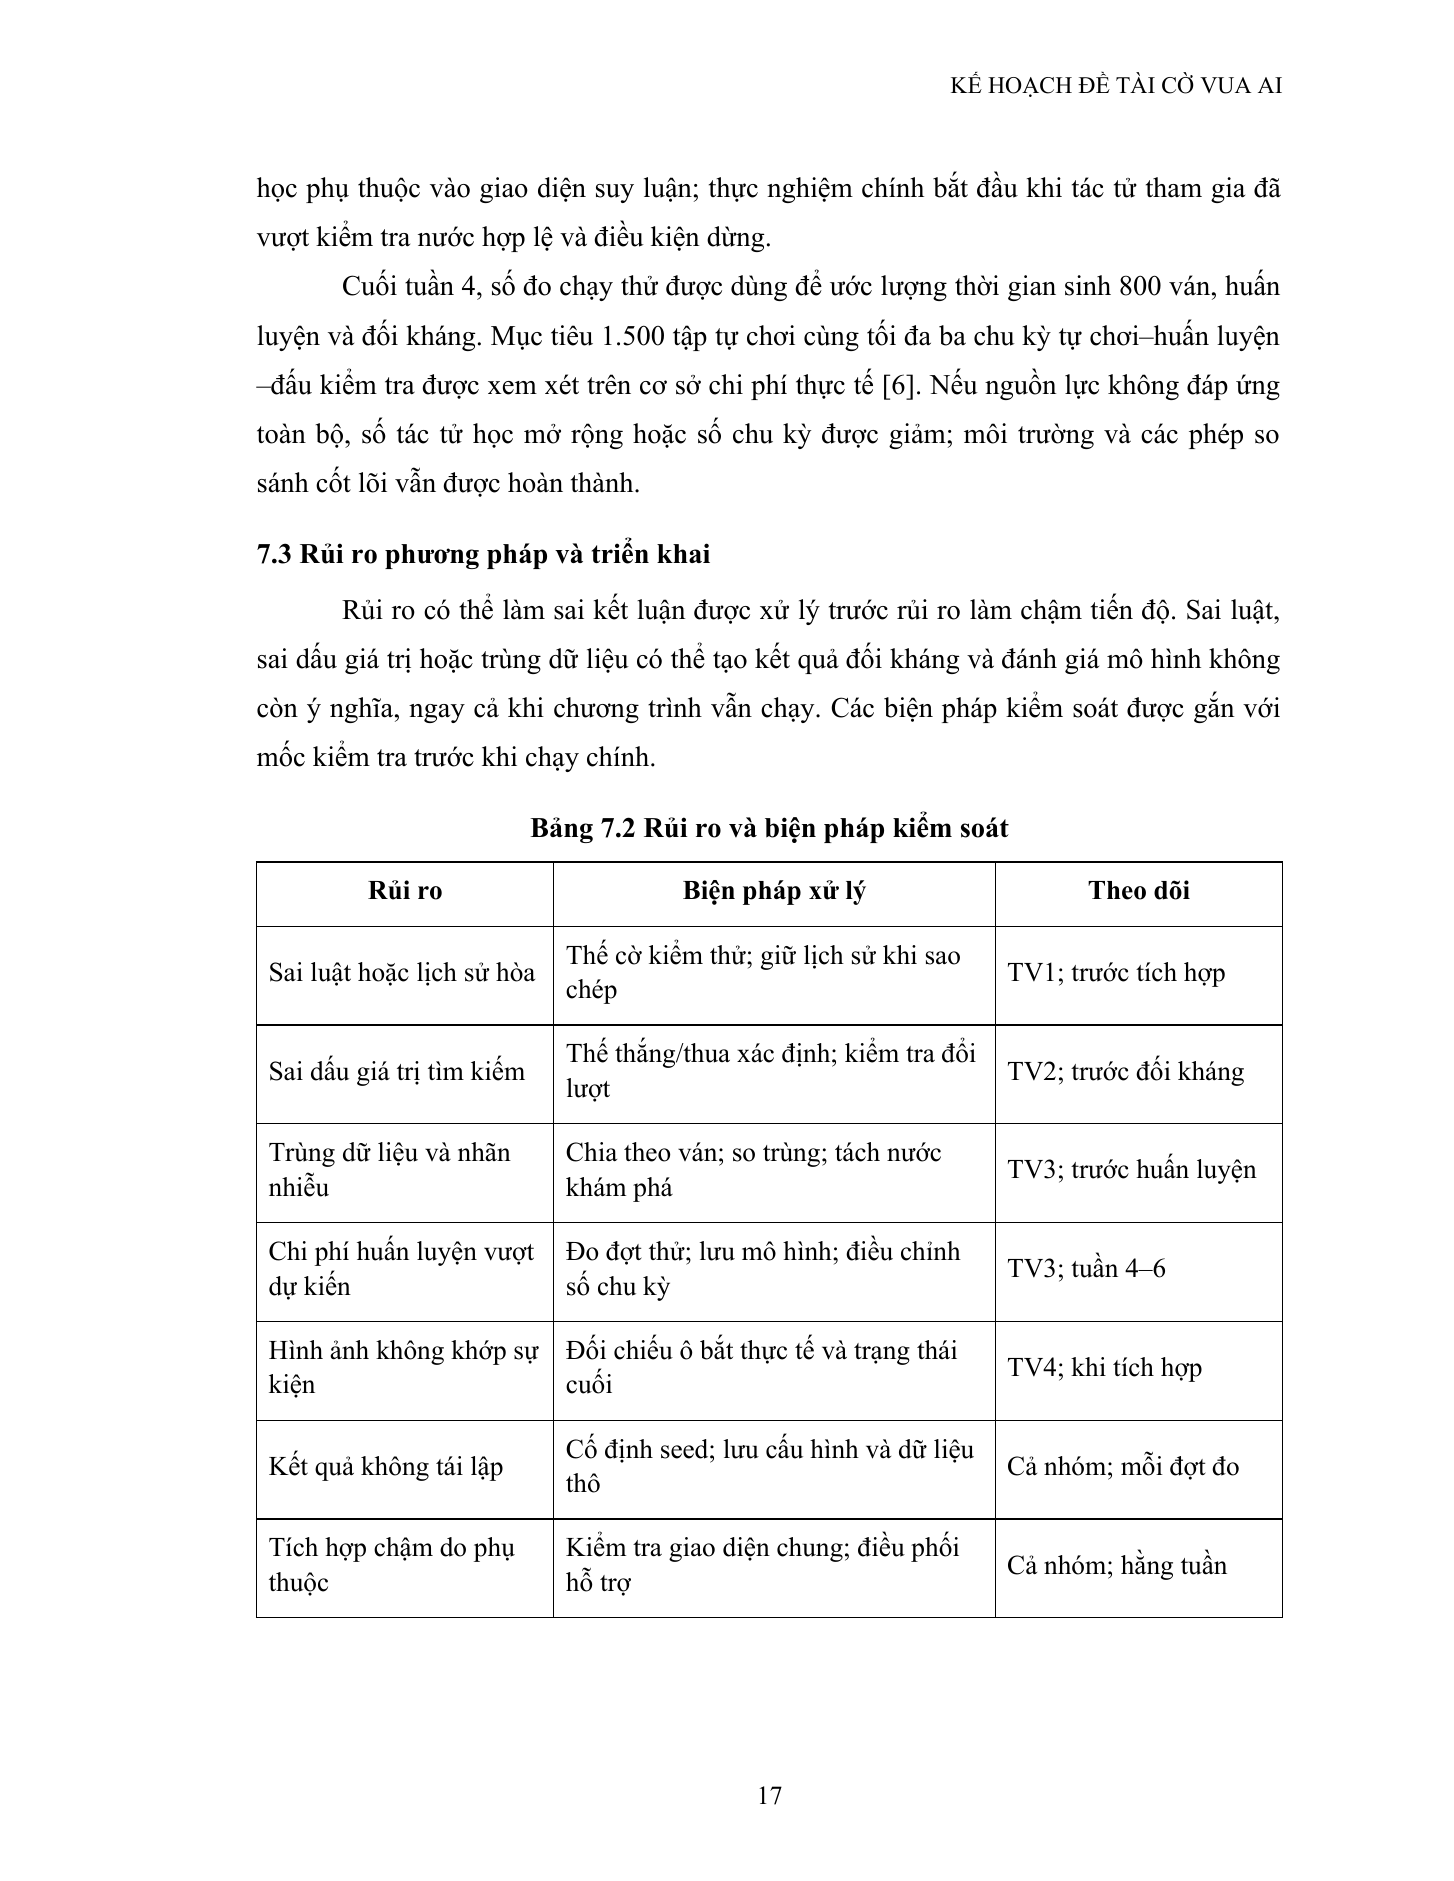 KẾ HOẠCH ĐỀ TÀI CỜ VUA AI
học phụ thuộc vào giao diện suy luận; thực nghiệm chính bắt đầu khi tác tử tham gia đã
vượt kiểm tra nước hợp lệ và điều kiện dừng.
Cuối tuần 4, số đo chạy thử được dùng để ước lượng thời gian sinh 800 ván, huấn
luyện và đối kháng. Mục tiêu 1.500 tập tự chơi cùng tối đa ba chu kỳ tự chơi–huấn luyện
–đấu kiểm tra được xem xét trên cơ sở chi phí thực tế [6]. Nếu nguồn lực không đáp ứng
toàn bộ, số tác tử học mở rộng hoặc số chu kỳ được giảm; môi trường và các phép so
sánh cốt lõi vẫn được hoàn thành.
7.3 Rủi ro phương pháp và triển khai
Rủi ro có thể làm sai kết luận được xử lý trước rủi ro làm chậm tiến độ. Sai luật,
sai dấu giá trị hoặc trùng dữ liệu có thể tạo kết quả đối kháng và đánh giá mô hình không
còn ý nghĩa, ngay cả khi chương trình vẫn chạy. Các biện pháp kiểm soát được gắn với
mốc kiểm tra trước khi chạy chính.
Bảng 7.2 Rủi ro và biện pháp kiểm soát
Rủi ro
Biện pháp xử lý
Theo dõi
Sai luật hoặc lịch sử hòa
Thế cờ kiểm thử; giữ lịch sử khi sao
chép
TV1; trước tích hợp
Sai dấu giá trị tìm kiếm
Thế thắng/thua xác định; kiểm tra đổi
lượt
TV2; trước đối kháng
Trùng dữ liệu và nhãn
nhiễu
Chia theo ván; so trùng; tách nước
khám phá
TV3; trước huấn luyện
Chi phí huấn luyện vượt
dự kiến
Đo đợt thử; lưu mô hình; điều chỉnh
số chu kỳ
TV3; tuần 4–6
Hình ảnh không khớp sự
kiện
Đối chiếu ô bắt thực tế và trạng thái
cuối
TV4; khi tích hợp
Kết quả không tái lập
Cố định seed; lưu cấu hình và dữ liệu
thô
Cả nhóm; mỗi đợt đo
Tích hợp chậm do phụ
thuộc
Kiểm tra giao diện chung; điều phối
hỗ trợ
Cả nhóm; hằng tuần
17